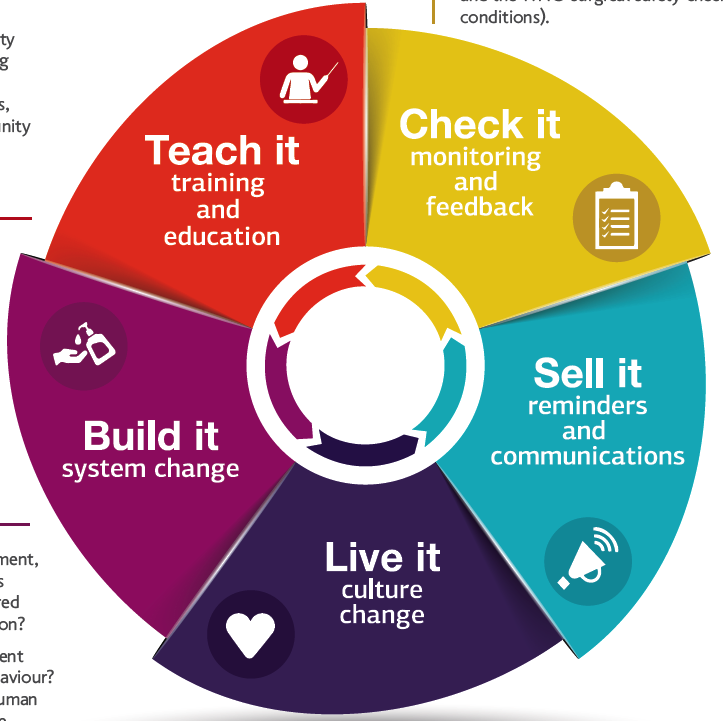 conditions).
Teach it
training
and
education
Check it
monitoring
and
feedback
Sell it
reminders
and
communications
Live it
culture
change
Build it
system change